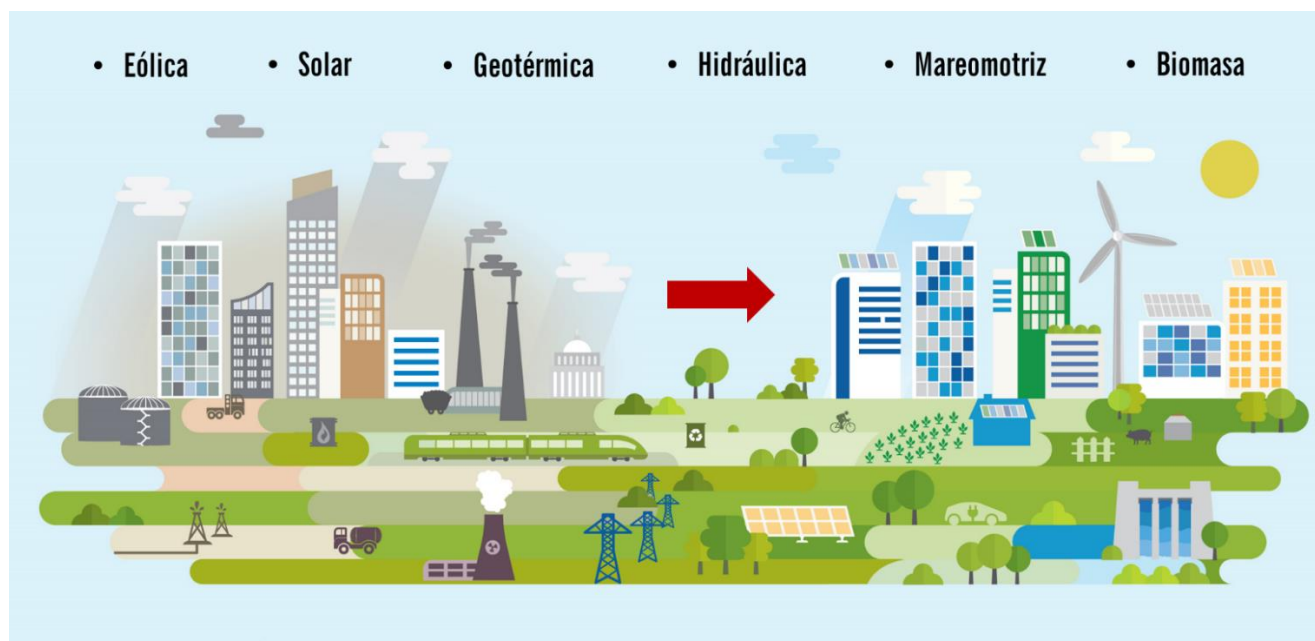 • Eólica • Solar • Geotérmica • Hidráulica • Mareomotriz • Biomasa